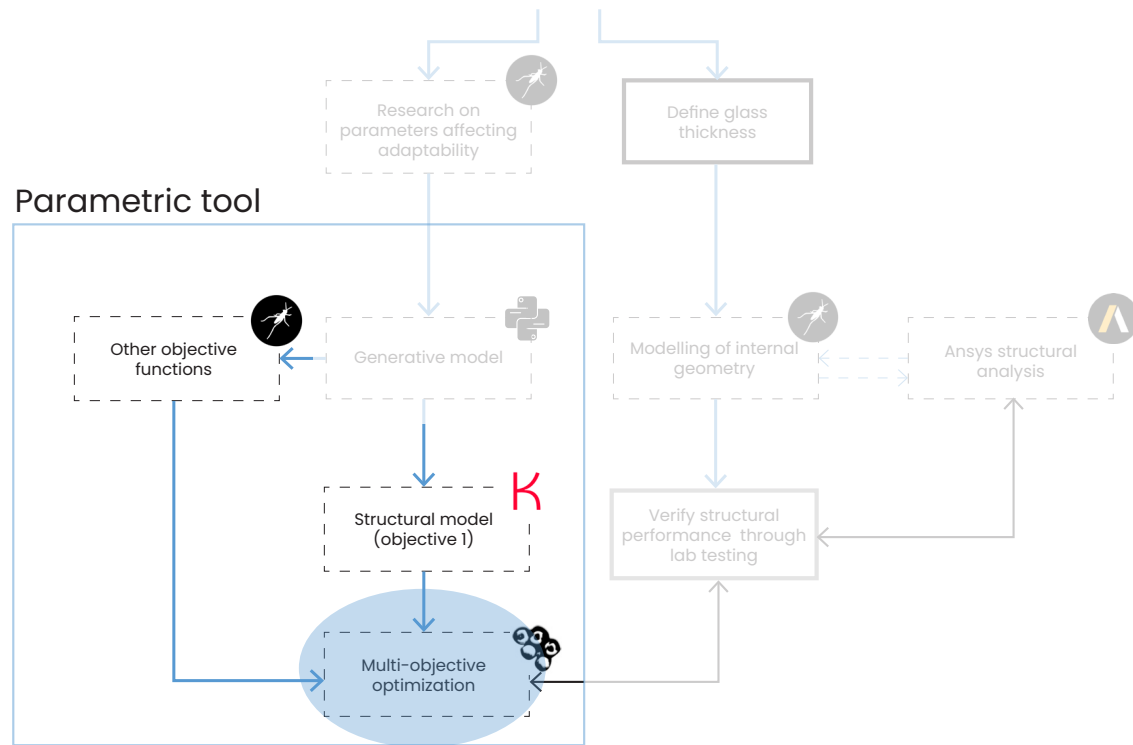 Research on
parameters affecting
adaptability
Define glass
thickness
Parametric tool
Other objective
functions
Generative model
Modelling of internal
geometry
Ansys structural
analysis
Structural model
(objective 1)
Verify structural
performance through
lab testing
Multi-objective
optimization